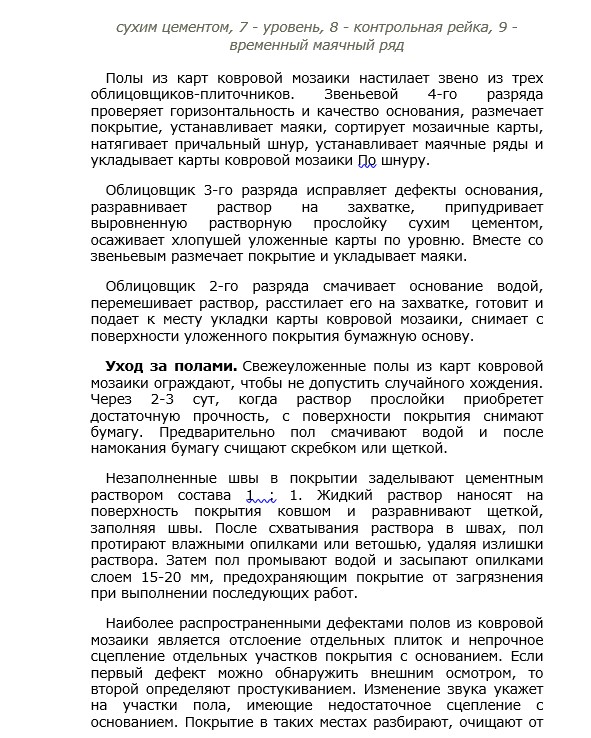 сухим цементом, 7 - уровень, 8 - контрольная рейка, 9 -
временный маячный ряд
Полы из карт ковровой мозаики настилает звено из трех
облицовщиков-плиточников. Звеньевой 4-го разряда
проверяет горизонтальность и качество основания, размечает
покрытие, устанавливает маяки, сортирует мозаичные карты,
натягивает причальный шнур, устанавливает маячные ряды и
укладывает карты ковровой мозаики По шнуру.
Облицовщик 3-го разряда исправляет дефекты основания,
разравнивает раствор на захватке, припудривает
выровненную растворную прослойку сухим цементом,
осаживает хлопушей уложенные карты по уровню. Вместе со
звеньевым размечает покрытие и укладывает маяки.
Облицовщик 2-го разряда смачивает основание водой,
перемешивает раствор, расстилает его на захватке, готовит и
подает к месту укладки карты ковровой мозаики, снимает с
поверхности уложенного покрытия бумажную основу.
Уход за полами. Свежеуложенные полы из карт ковровой
мозаики ограждают, чтобы не допустить случайного хождения.
Через 2-3 сут, когда раствор прослойки приобретет
достаточную прочность, с поверхности покрытия снимают
бумагу. Предварительно пол смачивают водой и после
намокания бумагу счищают скребком или щеткой.
Незаполненные швы в покрытии заделывают цементным
раствором состава 1 : 1. Жидкий раствор наносят на
поверхность покрытия ковшом и разравнивают щеткой,
заполняя швы. После схватывания раствора в швах, пол
протирают влажными опилками или ветошью, удаляя излишки
раствора. Затем пол промывают водой и засыпают опилками
слоем 15-20 мм, предохраняющим покрытие от загрязнения
при выполнении последующих работ.
Наиболее распространенными дефектами полов из ковровой
мозаики является отслоение отдельных плиток и непрочное
сцепление отдельных участков покрытия с основанием. Если
первый дефект можно обнаружить внешним осмотром, то
второй определяют простукиванием. Изменение звука укажет
на участки пола, имеющие недостаточное сцепление с
основанием. Покрытие в таких местах разбирают, очищают от